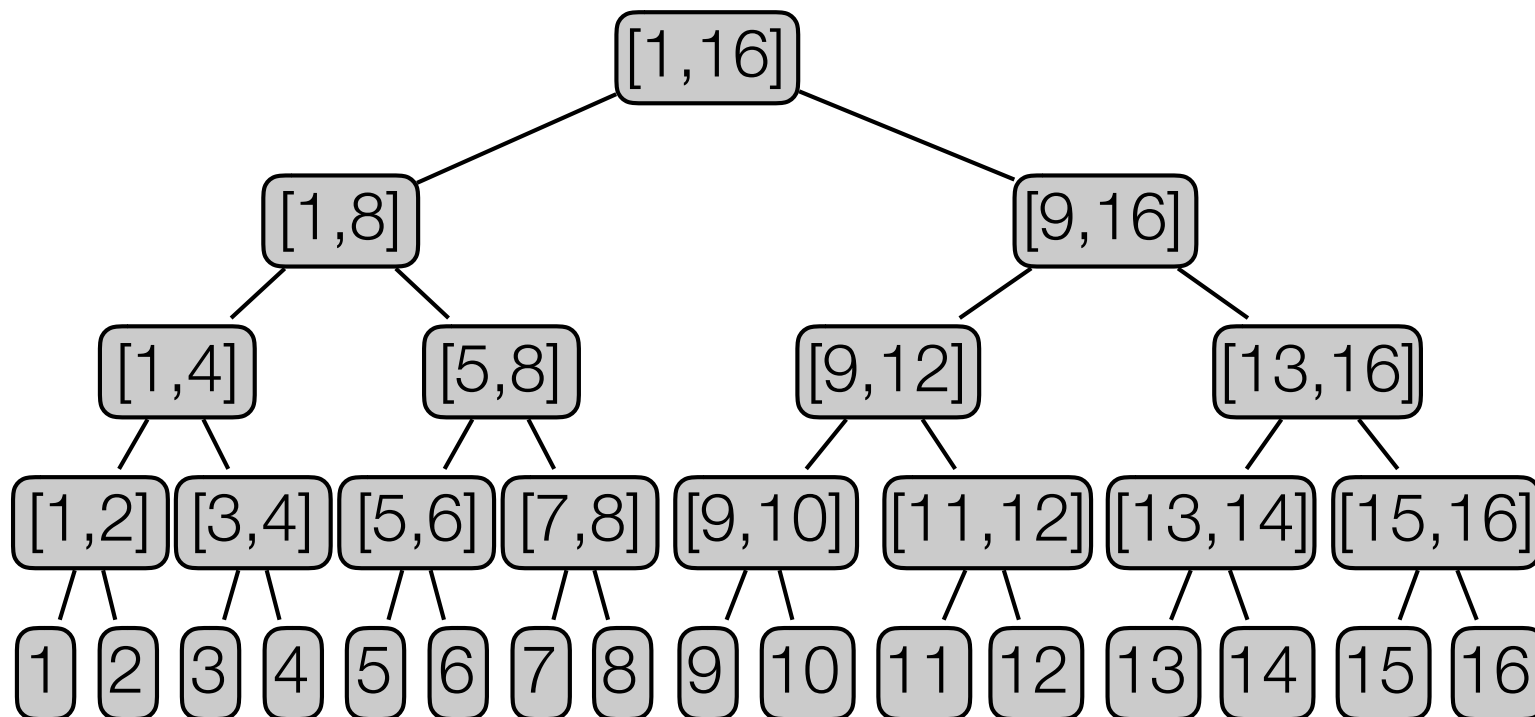 [1,16]
[1,8] [9,16]
[1,4] [5,8] [9,12] [13,16]
[1,2] [3,4] [5,6] [7,8] [9,10] [11,12] [13,14] [15,16]
1 2 3 4 5 6 7 8 9 10 11 12 13 14 15 16